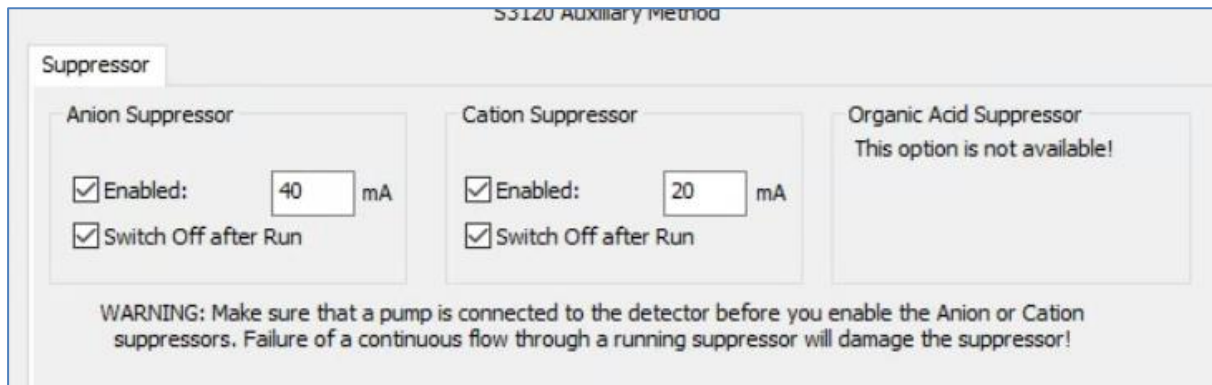 S3120 Auxiliary Method
Suppressor
Anion Suppressor
Enabled: 40 mA
Switch Off after Run
Cation Suppressor
Enabled: 20 mA
Switch Off after Run
Organic Acid Suppressor
This option is not available!
WARNING: Make sure that a pump is connected to the detector before you enable the Anion or Cation
suppressors. Failure of a continuous flow through a running suppressor will damage the suppressor!